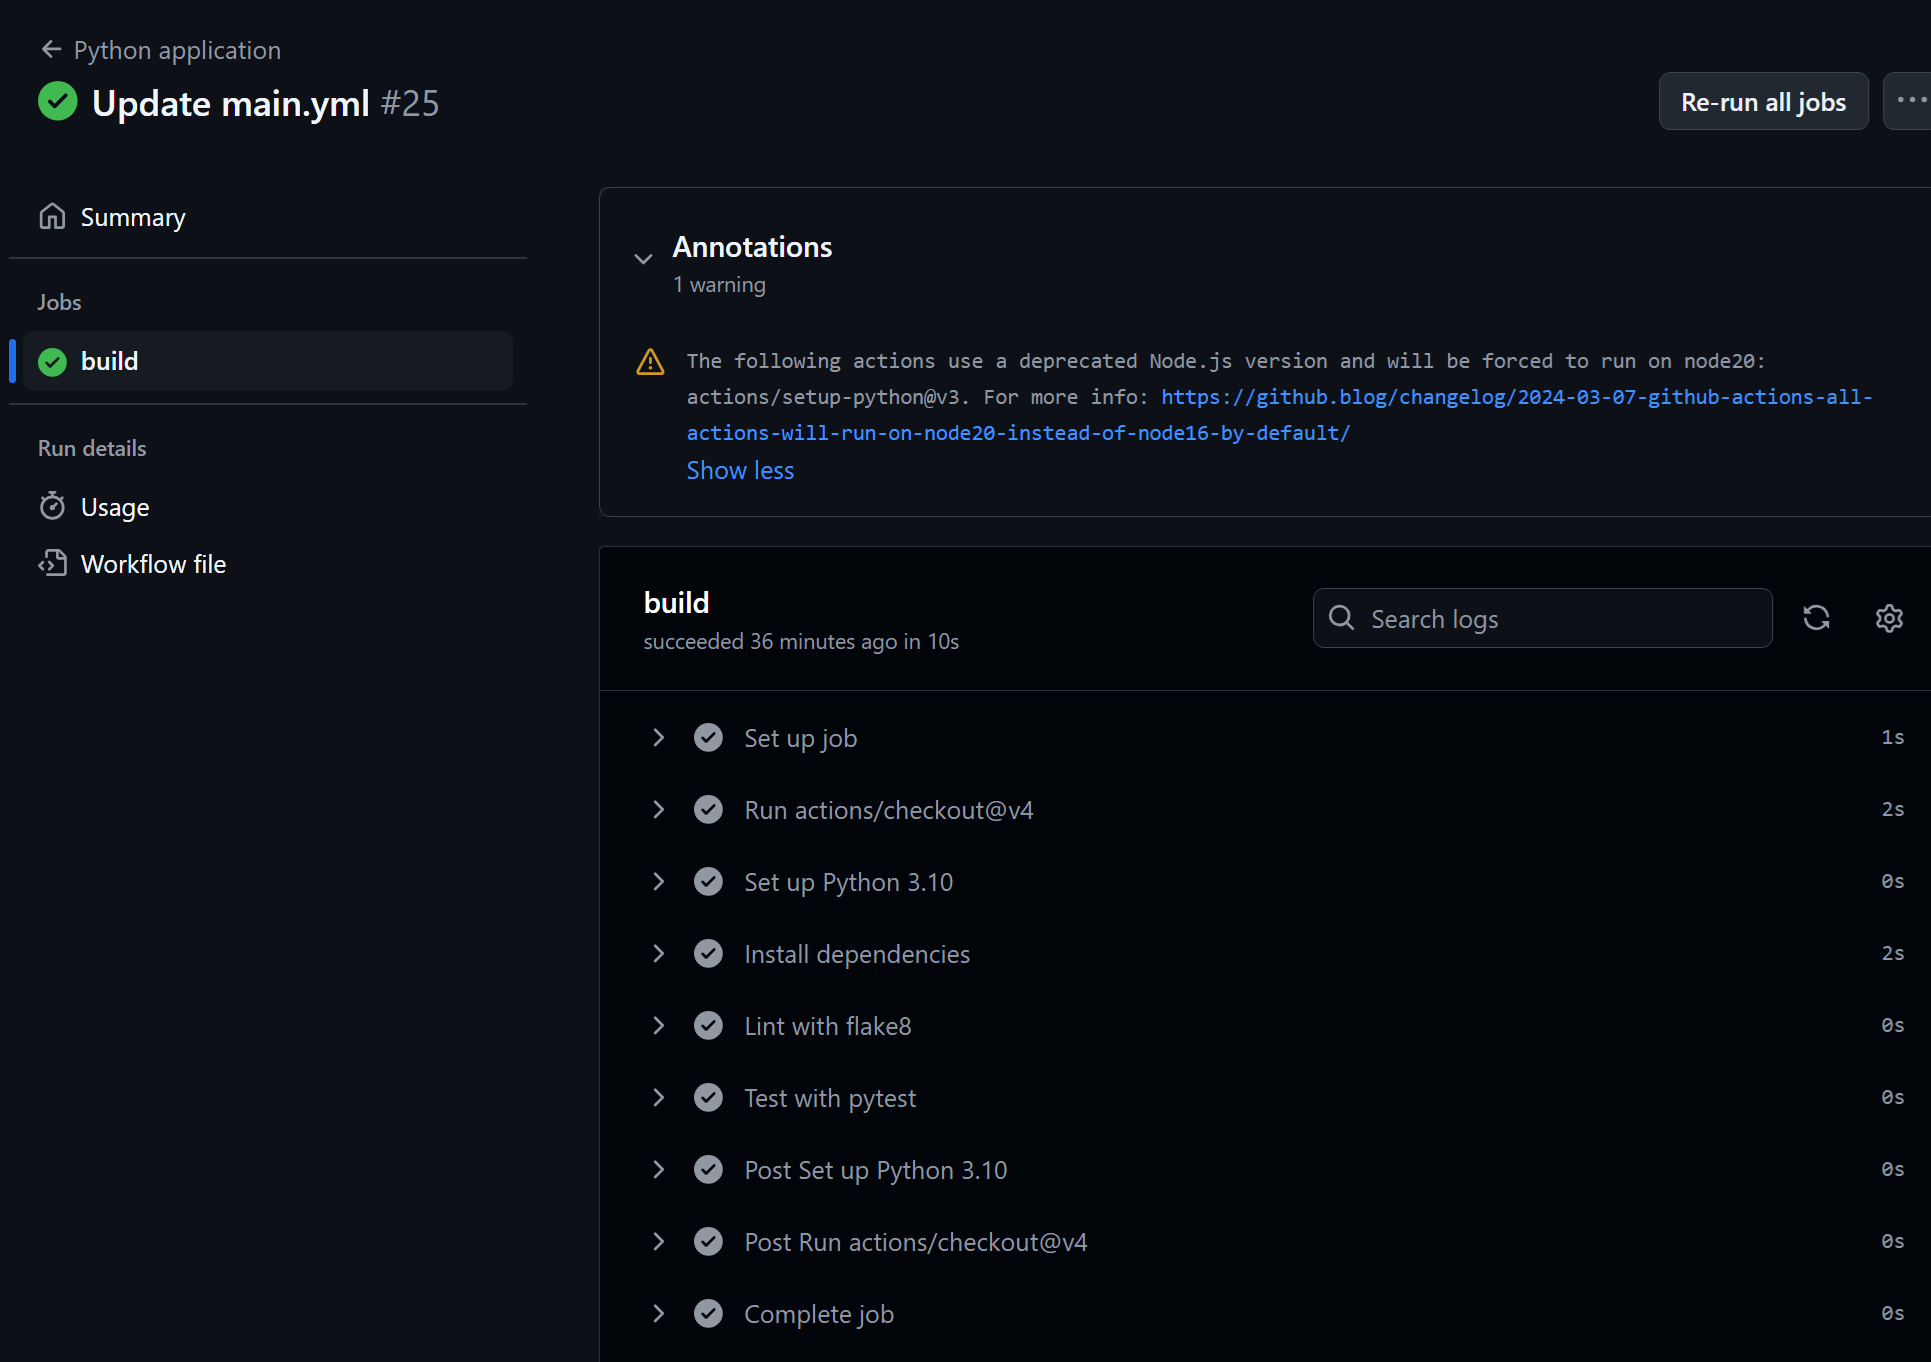 Python application
Update main.yml #25
Re-run all jobs
Summary
Jobs
build
Run details
Usage
Workflow file
Annotations
1 warning
The following actions use a deprecated Node.js version and will be forced to run on node20:
actions/setup-python@v3. For more info: https://github.blog/changelog/2024-03-07-github-actions-all-
actions-will-run-on-node20-instead-of-node16-by-default/
Show less
build
succeeded 36 minutes ago in 10s
Search logs
Set up job 1s
Run actions/checkout@v4 2s
Set up Python 3.10 0s
Install dependencies 2s
Lint with flake8 0s
Test with pytest 0s
Post Set up Python 3.10 0s
Post Run actions/checkout@v4 0s
Complete job 0s